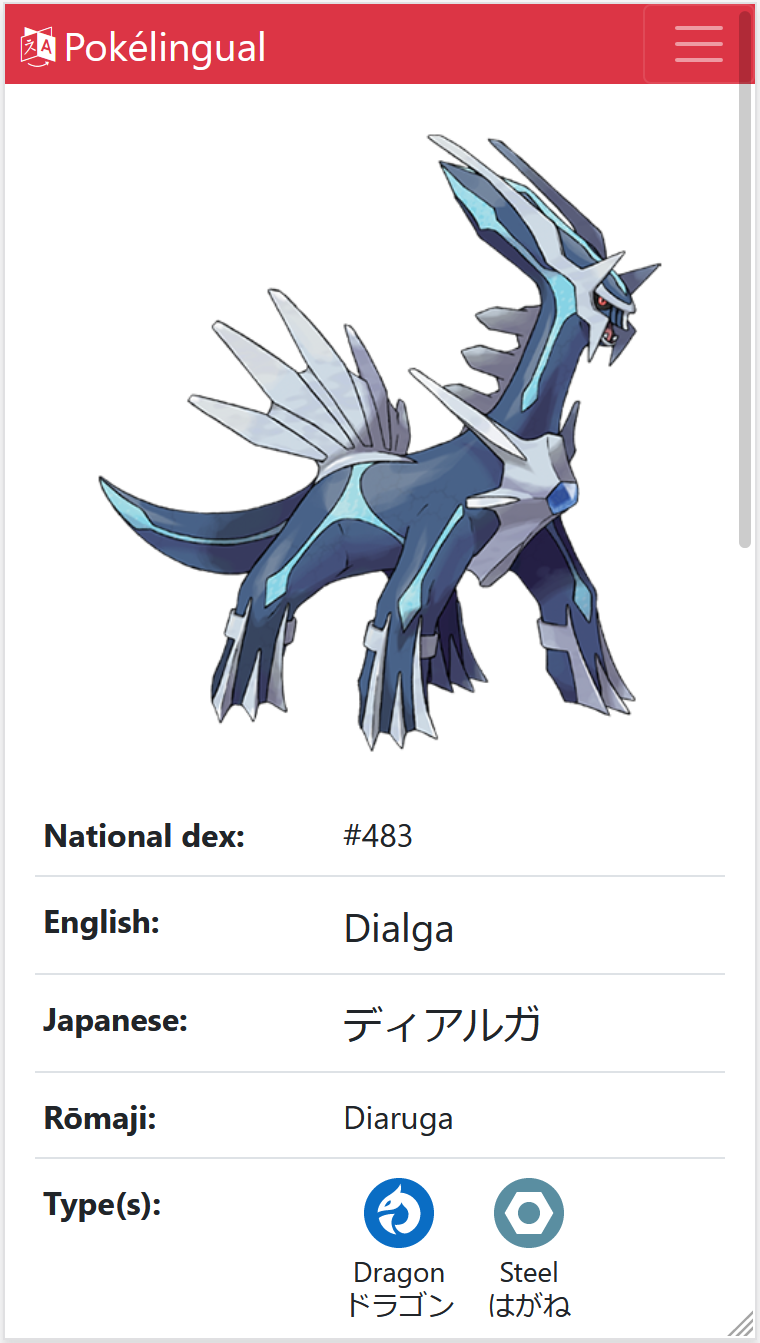 Pokélingual
National dex: #483
English: Dialga
Japanese: ディアルガ
Rōmaji: Diaruga
Type(s):
Dragon Steel
ドラゴン はがね